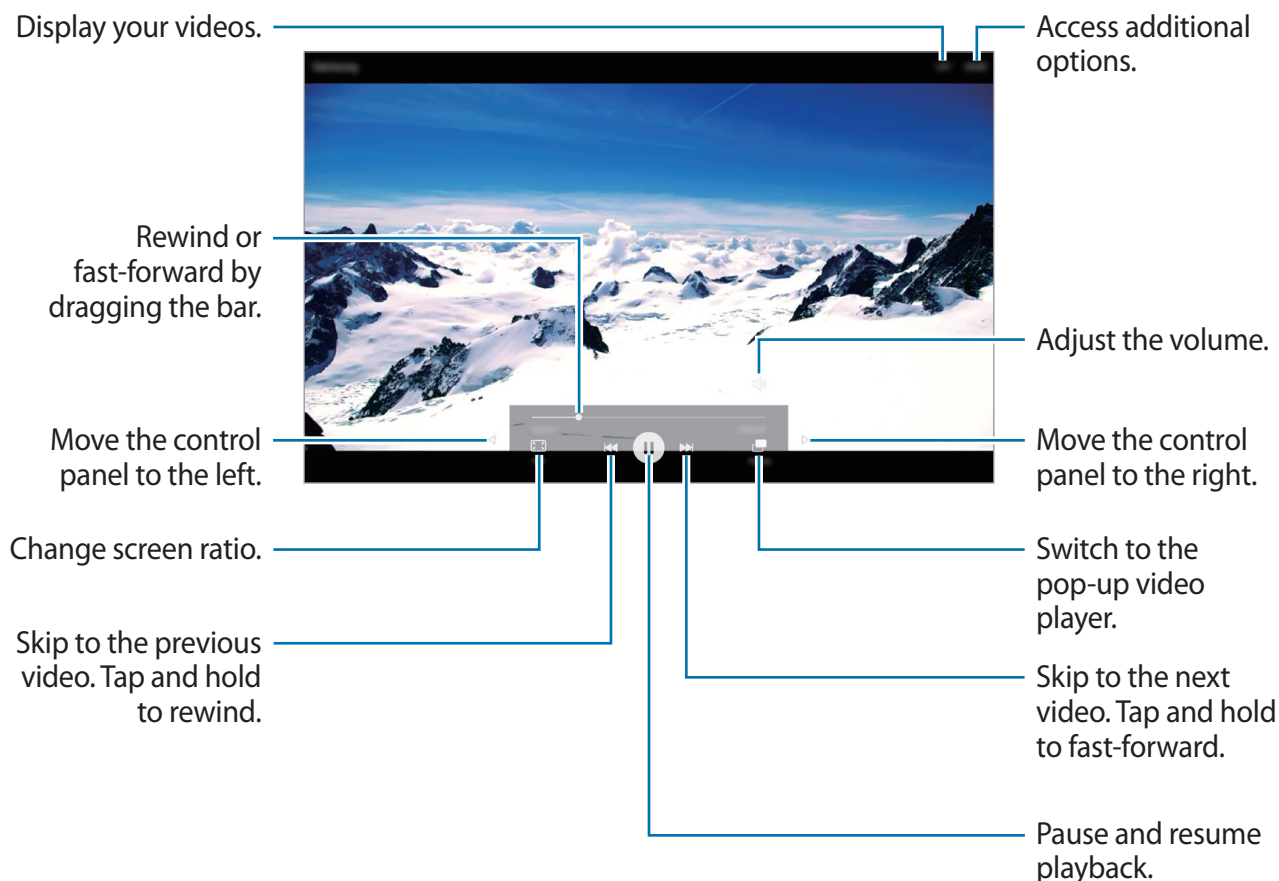 Display your videos.
Access additional
options.
Samsung
Rewind or
fast-forward by
dragging the bar.
Adjust the volume.
Move the control
panel to the left.
Move the control
panel to the right.
Change screen ratio.
Switch to the
pop-up video
player.
Skip to the previous
video. Tap and hold
to rewind.
Skip to the next
video. Tap and hold
to fast-forward.
Pause and resume
playback.